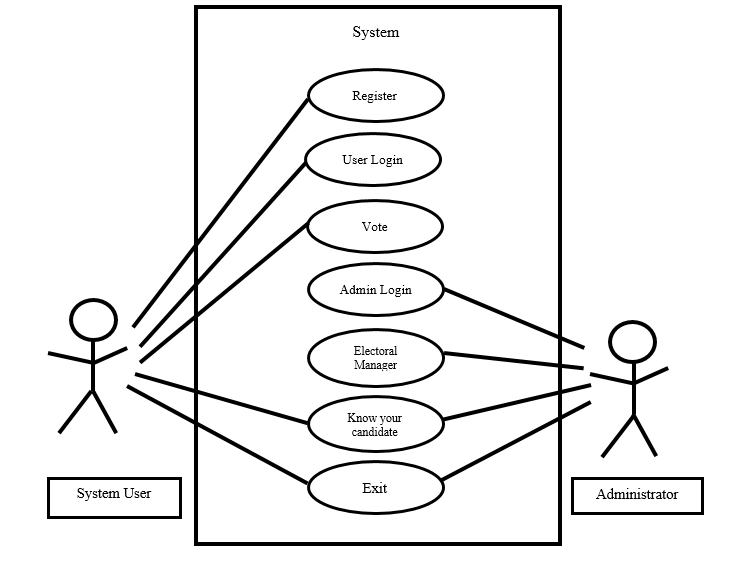 System
Register
User Login
Vote
Admin Login
Electoral
Manager
Know your
candidate
Exit
System User
Administrator